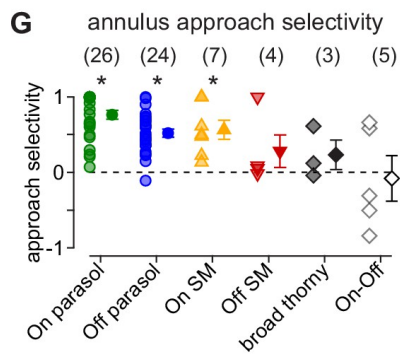 G annulus approach selectivity
(26) (24) (7) (4) (3) (5)
* * *
1
0
-1
approach selectivity
On parasol
Off parasol
On SM
Off SM
broad thorny
On-Off